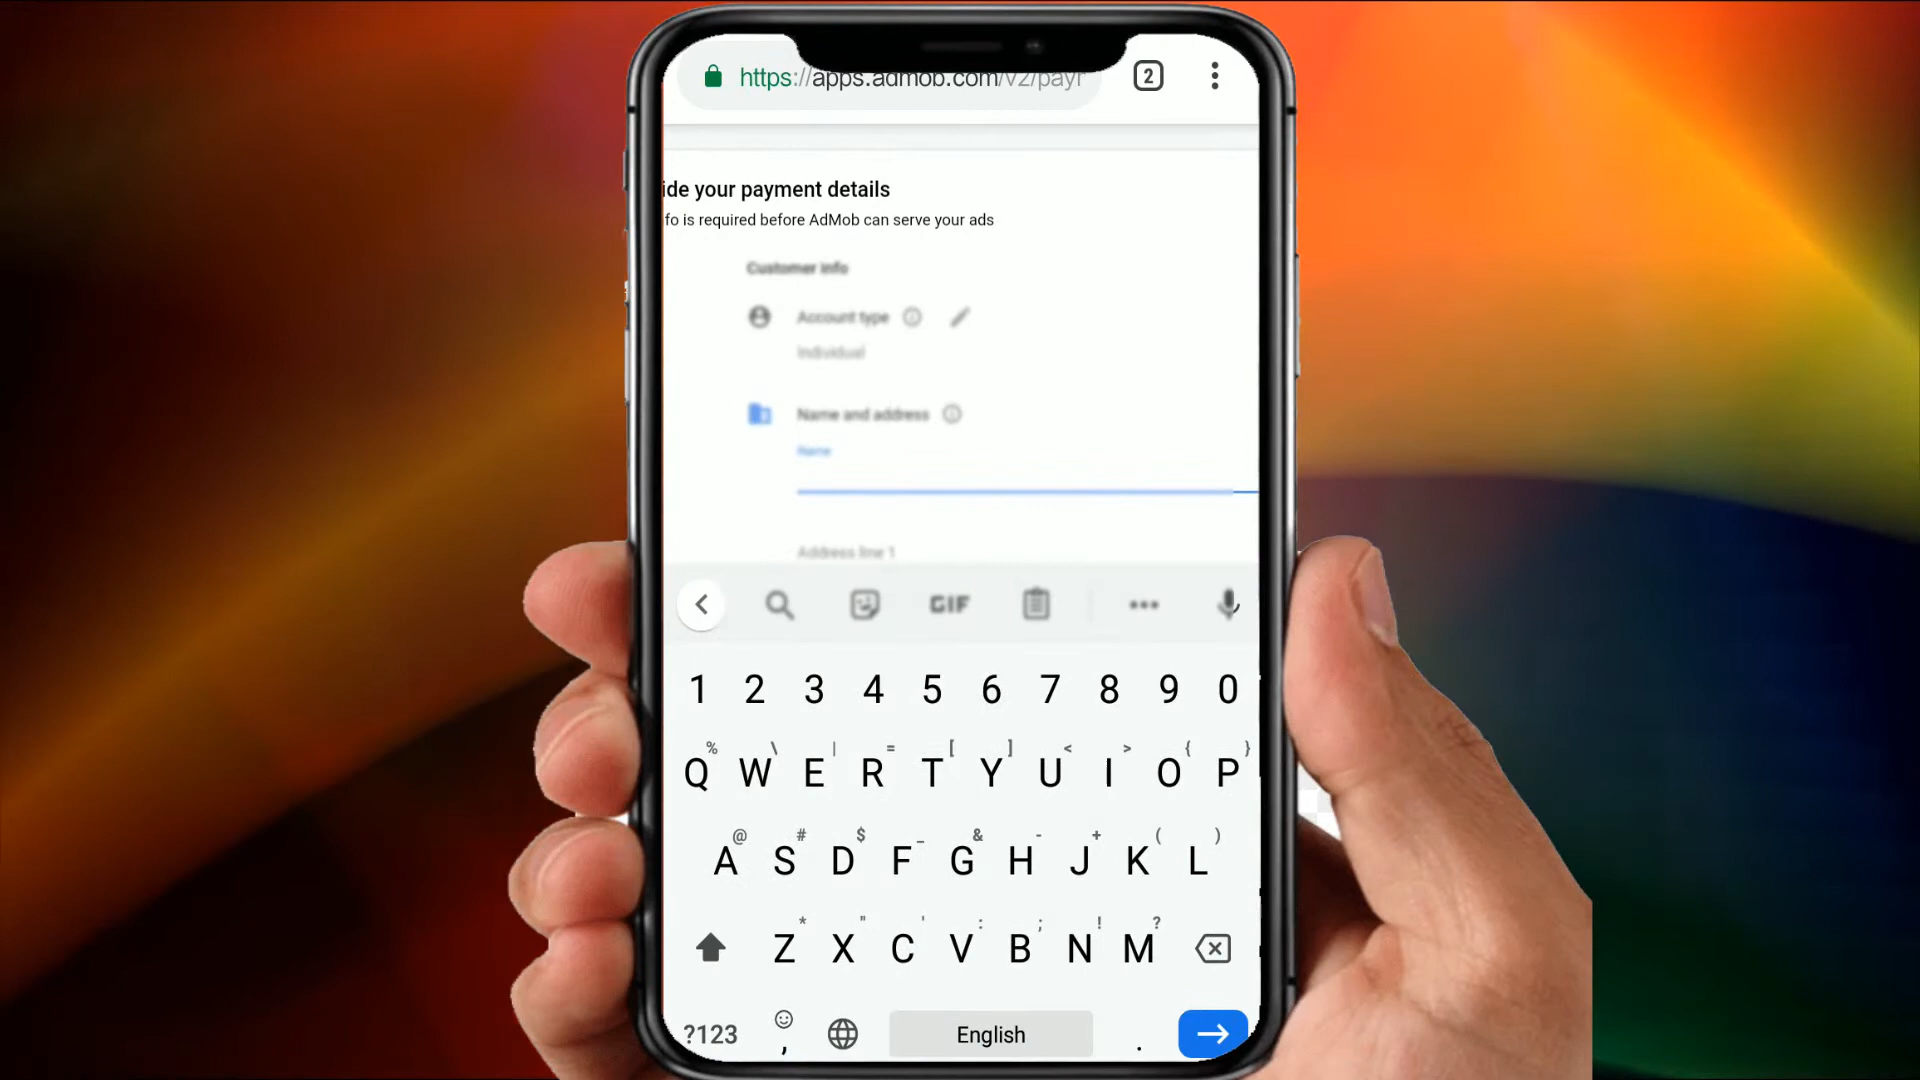 https://apps.admob.com/v2/payr
2
ide your payment details
fo is required before AdMob can serve your ads
Customer info
Account type
Individual
Name and address
Name
Address line 1
GIF
1 2 3 4 5 6 7 8 9 0
% \ | = [ ] < > { }
Q W E R T Y U I O P
@ # $ _ & - + ( )
A S D F G H J K L
* " ' : ; ! ?
Z X C V B N M
?123 , English .